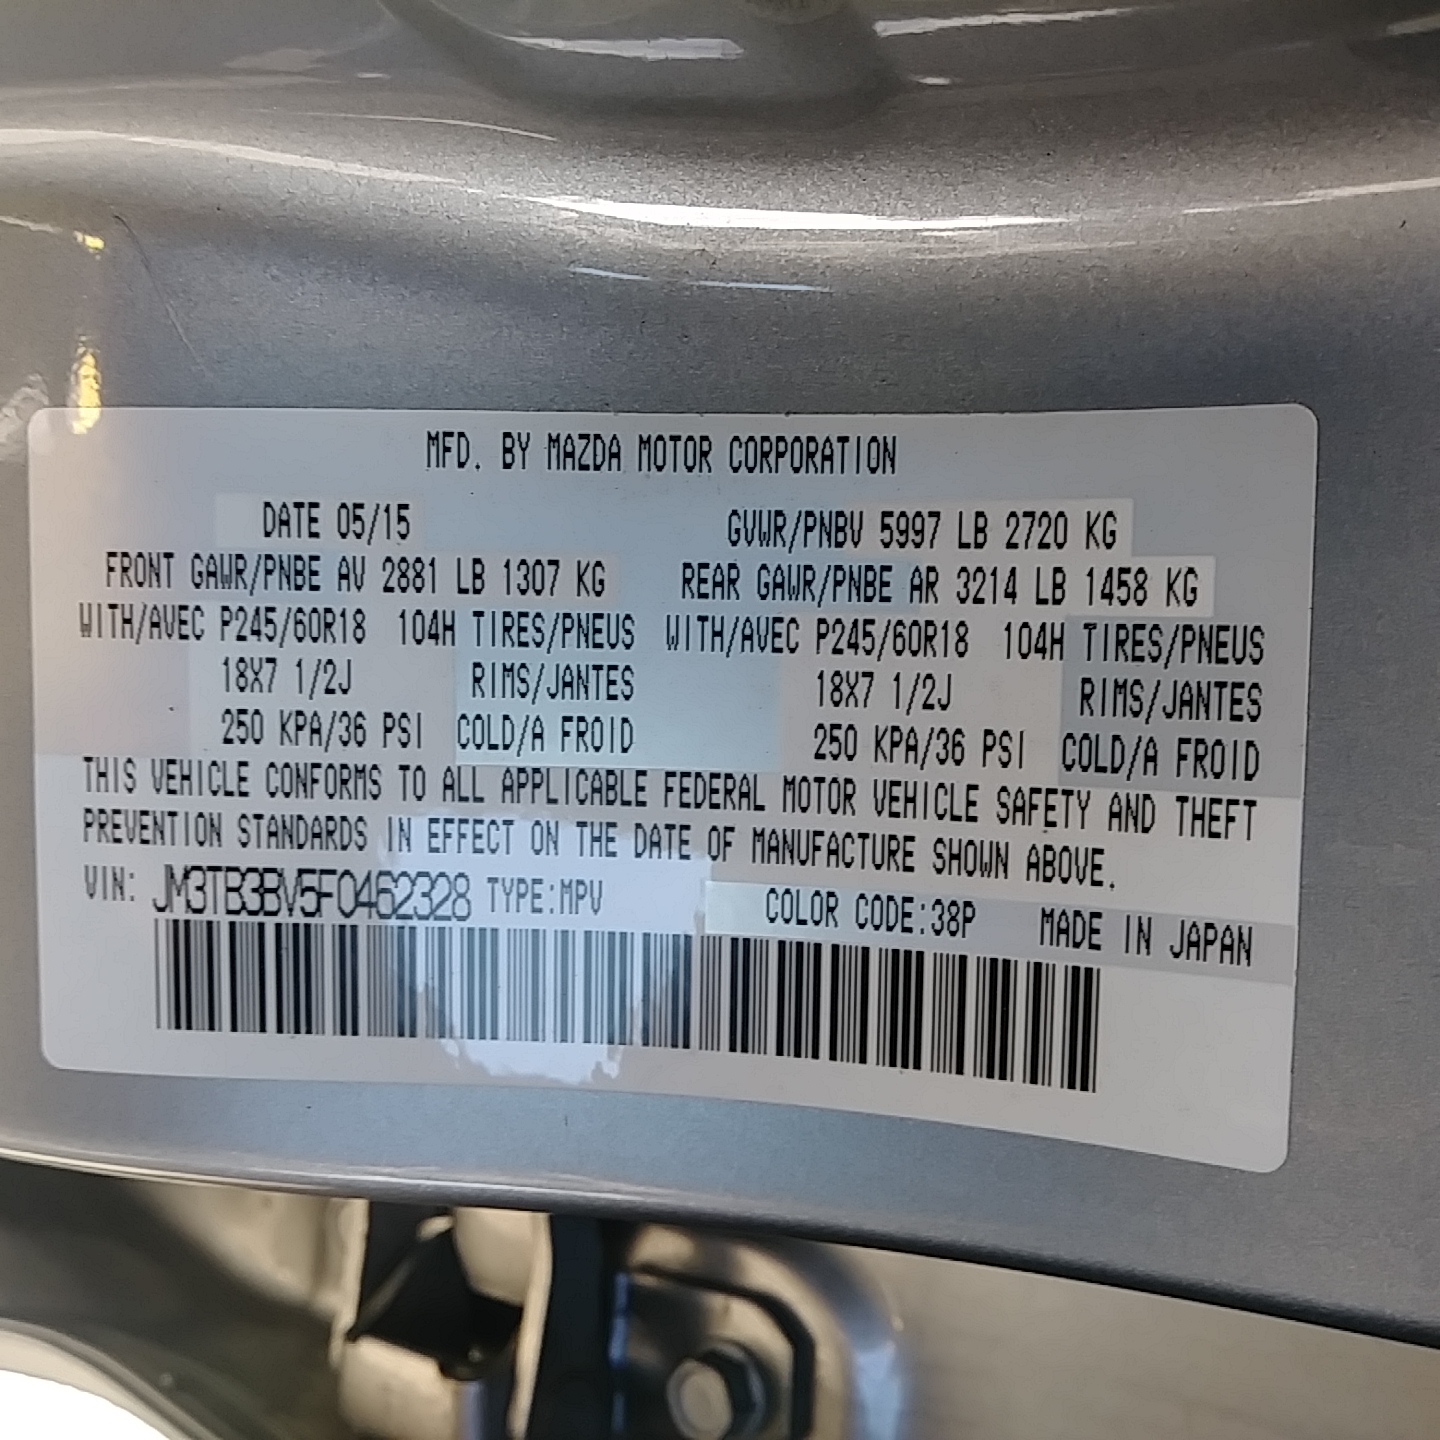 MFD. BY MAZDA MOTOR CORPORATION
DATE 05/15 GVWR/PNBV 5997 LB 2720 KG
FRONT GAWR/PNBE AV 2881 LB 1307 KG REAR GAWR/PNBE AR 3214 LB 1458 KG
WITH/AVEC P245/60R18 104H TIRES/PNEUS WITH/AVEC P245/60R18 104H TIRES/PNEUS
18X7 1/2J RIMS/JANTES 18X7 1/2J RIMS/JANTES
250 KPA/36 PSI COLD/A FROID 250 KPA/36 PSI COLD/A FROID
THIS VEHICLE CONFORMS TO ALL APPLICABLE FEDERAL MOTOR VEHICLE SAFETY AND THEFT
PREVENTION STANDARDS IN EFFECT ON THE DATE OF MANUFACTURE SHOWN ABOVE.
VIN: JM3TB3BV5F0462328 TYPE:MPV COLOR CODE:38P MADE IN JAPAN